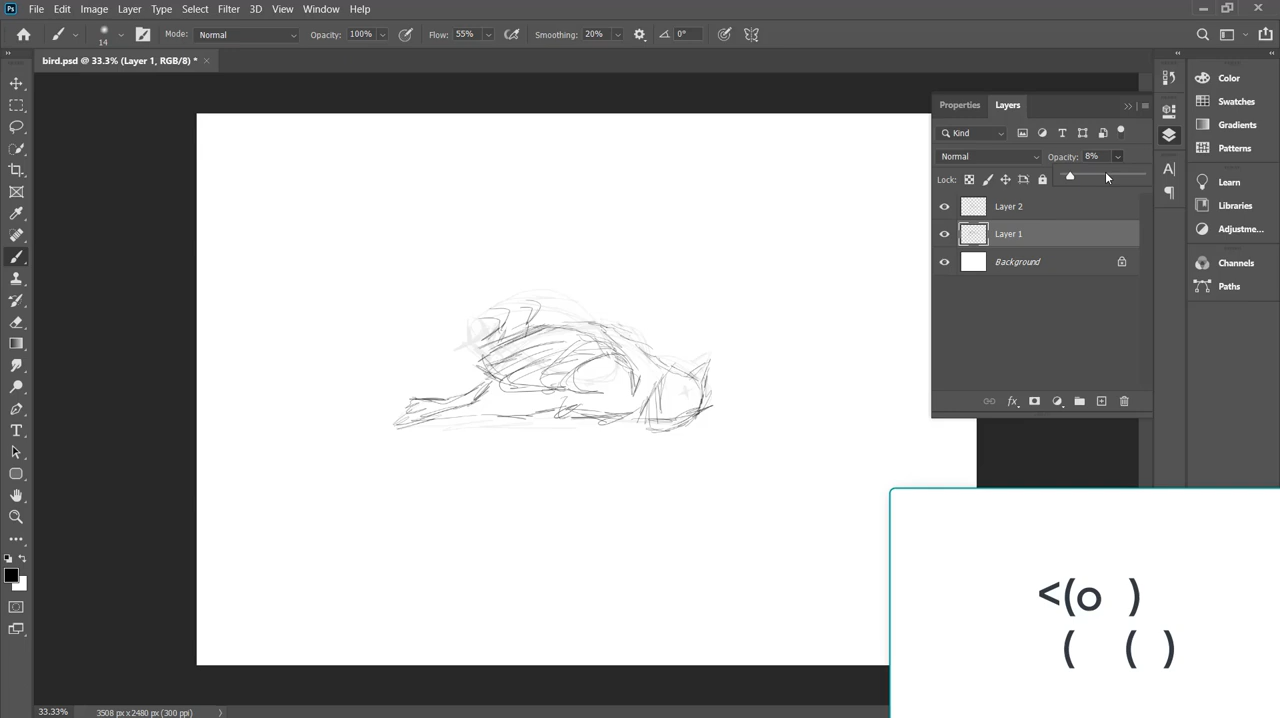 Ps File Edit Image Layer Type Select Filter 3D View Window Help
14 Mode: Normal Opacity: 100% Flow: 55% Smoothing: 20% 0°
bird.psd @ 33.3% (Layer 1, RGB/8) *
Properties Layers
Kind
Normal Opacity: 8%
Lock:
Layer 2
Layer 1
Background
fx
Color
Swatches
Gradients
Patterns
Learn
Libraries
Adjustme...
Channels
Paths
<(o )
( ( )
33.33% 3508 px x 2480 px (300 ppi)